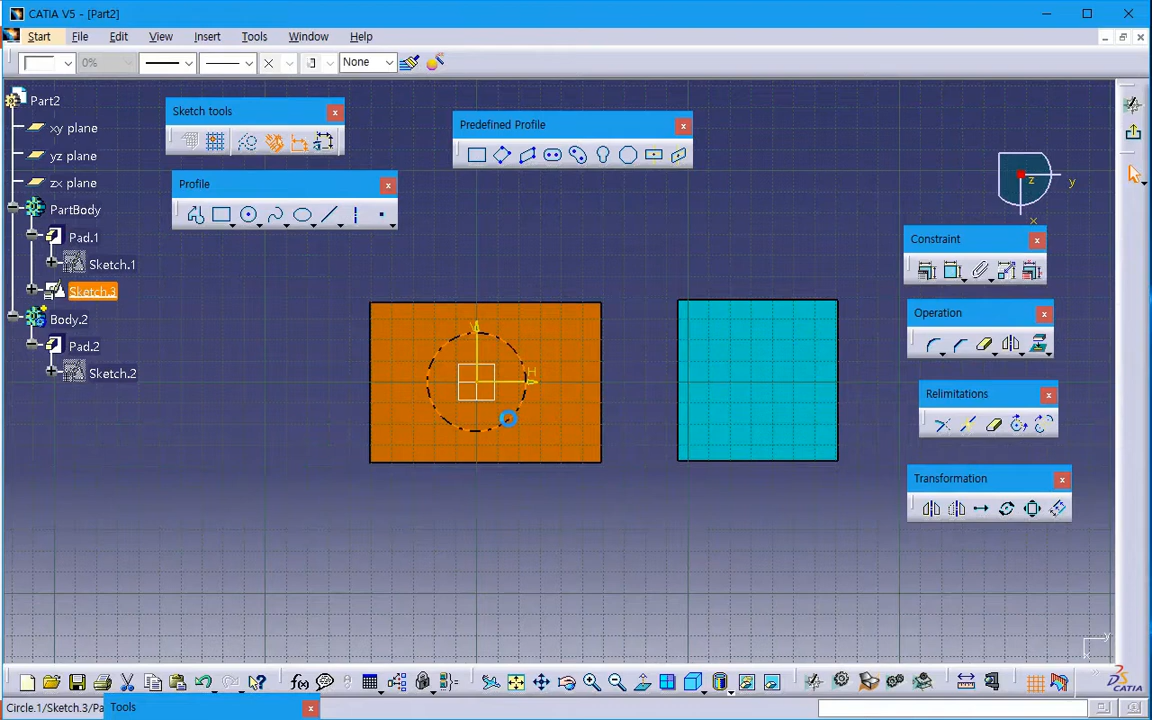 CATIA V5 - [Part2]
Start File Edit View Insert Tools Window Help
0% None
Part2
xy plane
yz plane
zx plane
PartBody
Pad.1
Sketch.1
Sketch.3
Body.2
Pad.2
Sketch.2
Sketch tools
Profile
Predefined Profile
V
H
z
y
x
Constraint
Operation
Relimitations
Transformation
y
x
f(x)
CATIA
Circle.1/Sketch.3/Pa
Tools